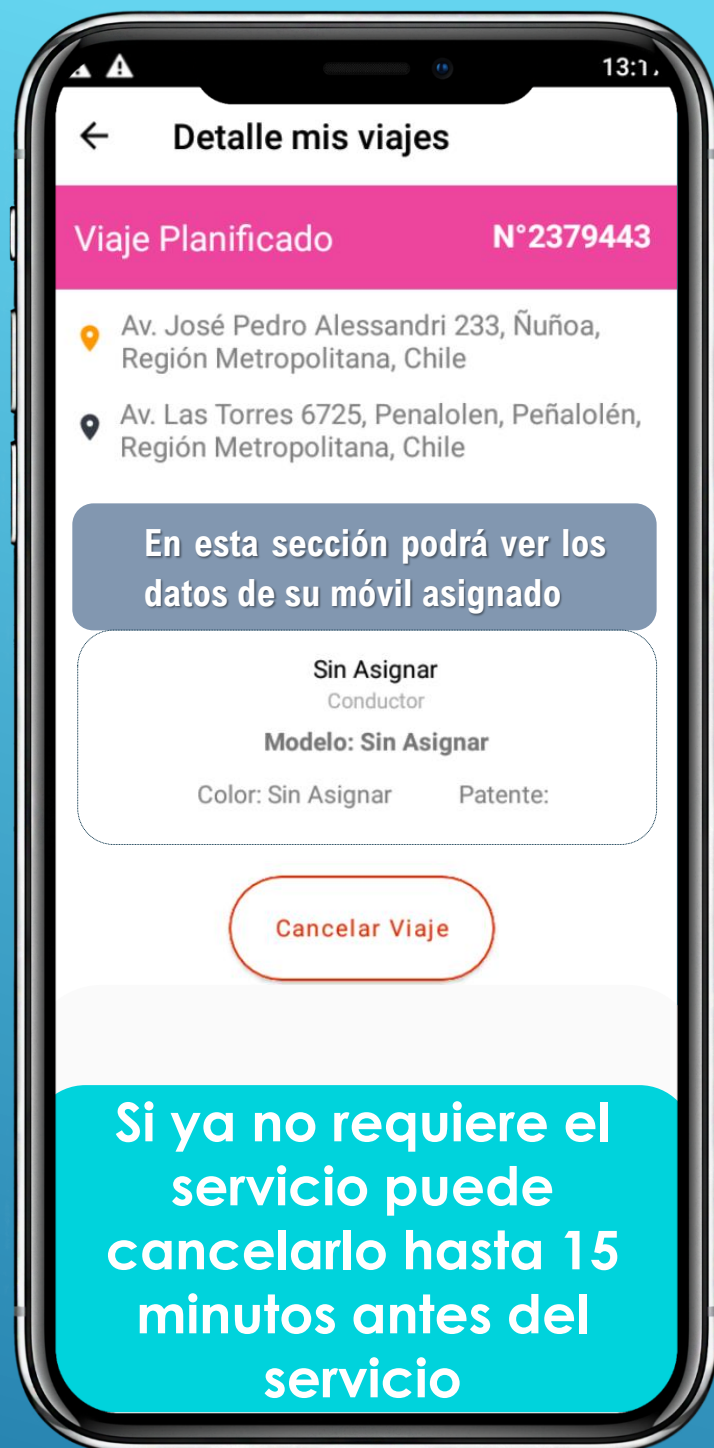 Detalle mis viajes
Viaje Planificado N°2379443
Av. José Pedro Alessandri 233, Ñuñoa,
Región Metropolitana, Chile
Av. Las Torres 6725, Penalolen, Peñalolén,
Región Metropolitana, Chile
En esta sección podrá ver los
datos de su móvil asignado
Sin Asignar
Conductor
Modelo: Sin Asignar
Color: Sin Asignar Patente:
Cancelar Viaje
Si ya no requiere el
servicio puede
cancelarlo hasta 15
minutos antes del
servicio